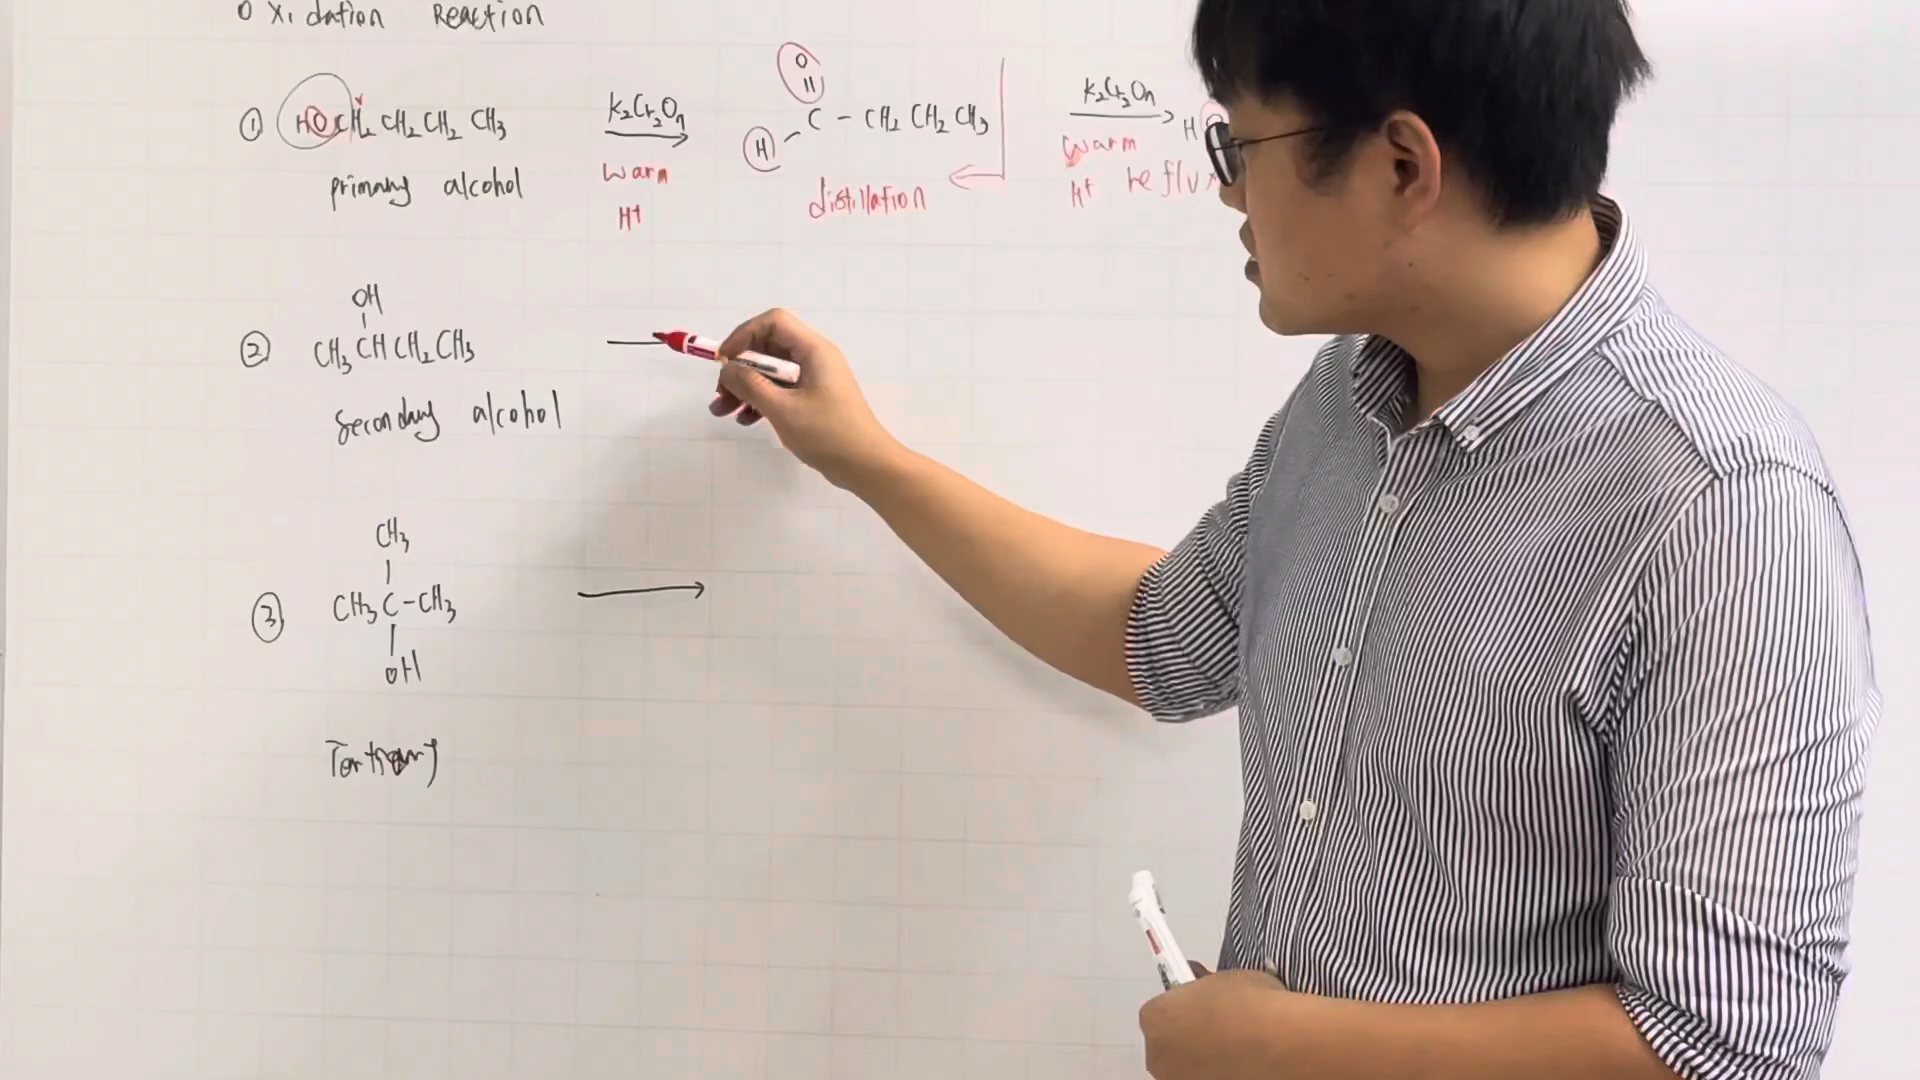 Oxidation Reaction
① HOCH₂ CH₂ CH₂ CH₃
primary alcohol
K₂Cr₂O₇
warm
H⁺
O
||
H - C - CH₂ CH₂ CH₃
distillation
K₂Cr₂O₇
warm
H⁺ reflux
H
OH
|
② CH₃ CH CH₂ CH₃
Secondary alcohol
CH₃
|
③ CH₃ C - CH₃
|
OH